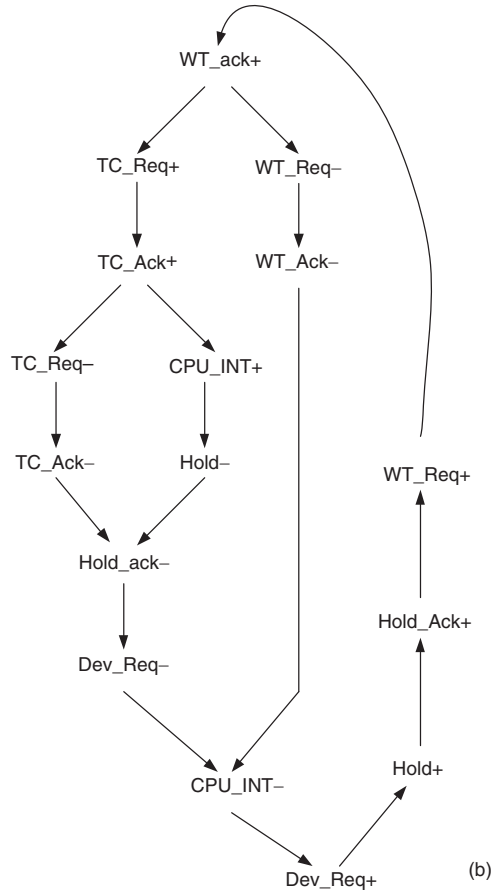 WT_ack+
TC_Req+
WT_Req−
TC_Ack+
WT_Ack−
TC_Req−
CPU_INT+
TC_Ack−
Hold−
WT_Req+
Hold_ack−
Hold_Ack+
Dev_Req−
Hold+
CPU_INT−
Dev_Req+
(b)